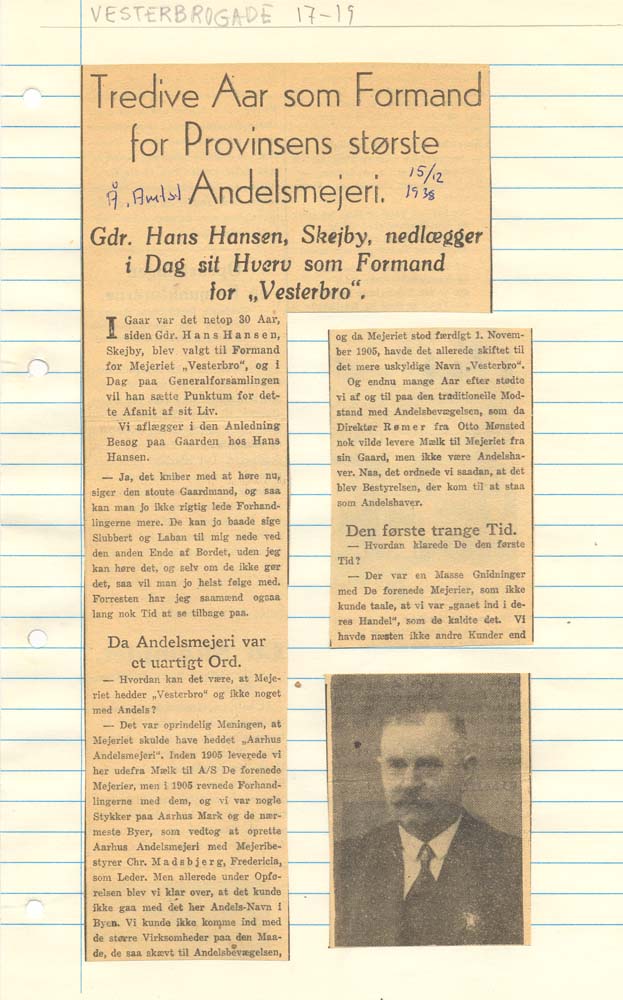 VESTERBROGADE 17-19
Tredive Aar som Formand
for Provinsens største
Andelsmejeri.
Å. Amtst
15/12
1938
Gdr. Hans Hansen, Skejby, nedlægger
i Dag sit Hverv som Formand
for „Vesterbro“.
I Gaar var det netop 30 Aar,
siden Gdr. Hans Hansen,
Skejby, blev valgt til Formand
for Mejeriet „Vesterbro“, og i
Dag paa Generalforsamlingen
vil han sætte Punktum for det-
te Afsnit af sit Liv.
Vi aflægger i den Anledning
Besøg paa Gaarden hos Hans
Hansen.
— Ja, det kniber med at høre nu,
siger den stoute Gaardmand, og saa
kan man jo ikke rigtig lede Forhand-
lingerne mere. De kan jo baade sige
Slubbert og Laban til mig nede ved
den anden Ende af Bordet, uden jeg
kan høre det, og selv om de ikke gør
det, saa vil man jo helst følge med.
Forresten har jeg saamænd ogsaa
lang nok Tid at se tilbage paa.
Da Andelsmejeri var
et uartigt Ord.
— Hvordan kan det være, at Meje-
riet hedder „Vesterbro“ og ikke noget
med Andels?
— Det var oprindelig Meningen, at
Mejeriet skulde have heddet „Aarhus
Andelsmejeri“. Inden 1905 leverede vi
her udefra Mælk til A/S De forenede
Mejerier, men i 1905 revnede Forhand-
lingerne med dem, og vi var nogle
Stykker paa Aarhus Mark og de nær-
meste Byer, som vedtog at oprette
Aarhus Andelsmejeri med Mejeribe-
styrer Chr. Madsbjerg, Fredericia,
som Leder. Men allerede under Opfø-
relsen blev vi klar over, at det kunde
ikke gaa med det her Andels-Navn i
Byen. Vi kunde ikke komme ind med
de større Virksomheder paa den Maa-
de, de saa skævt til Andelsbevægelsen,
og da Mejeriet stod færdigt 1. Novem-
ber 1905, havde det allerede skiftet til
det mere uskyldige Navn „Vesterbro“.
Og endnu mange Aar efter stødte
vi af og til paa den traditionelle Mod-
stand med Andelsbevægelsen, som da
Direktør Rømer fra Otto Mønsted
nok vilde levere Mælk til Mejeriet fra
sin Gaard, men ikke være Andelsha-
ver. Naa, det ordnede vi saadan, at det
blev Bestyrelsen, der kom til at staa
som Andelshaver.
Den første trange Tid.
— Hvordan klarede De den første
Tid?
— Der var en Masse Gnidninger
med De forenede Mejerier, som ikke
kunde taale, at vi var „gaaet ind i de-
res Handel“, som de kaldte det. Vi
havde næsten ikke andre Kunder end